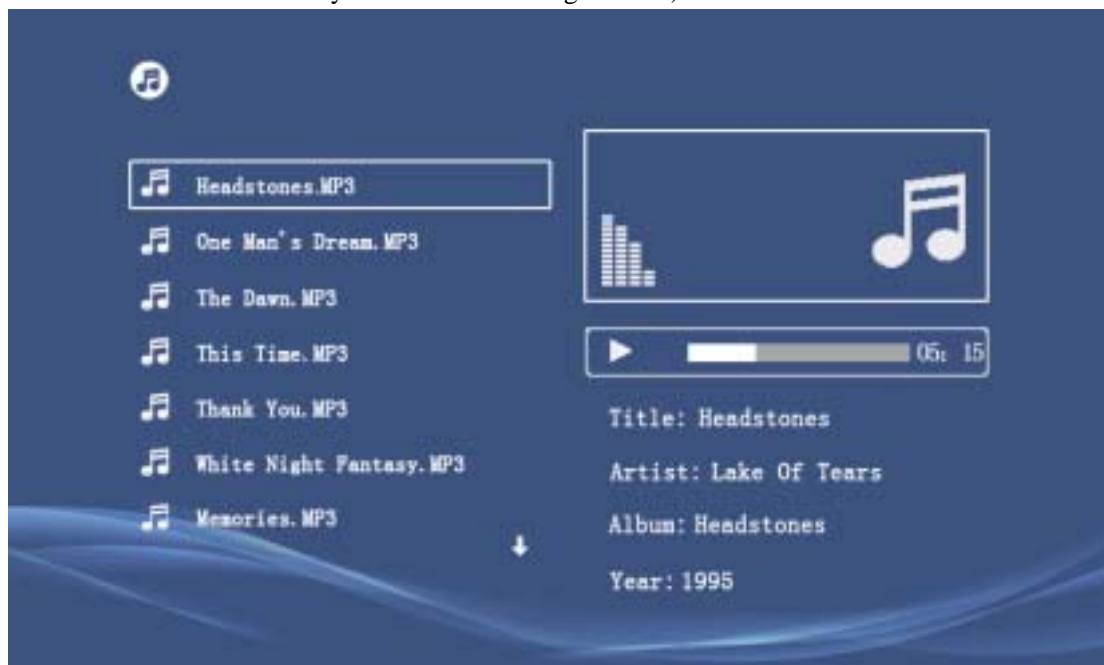 Headstones.MP3
One Man's Dream.MP3
The Dawn.MP3
This Time.MP3
Thank You.MP3
White Night Fantasy.MP3
Memories.MP3
05: 15
Title: Headstones
Artist: Lake Of Tears
Album: Headstones
Year: 1995